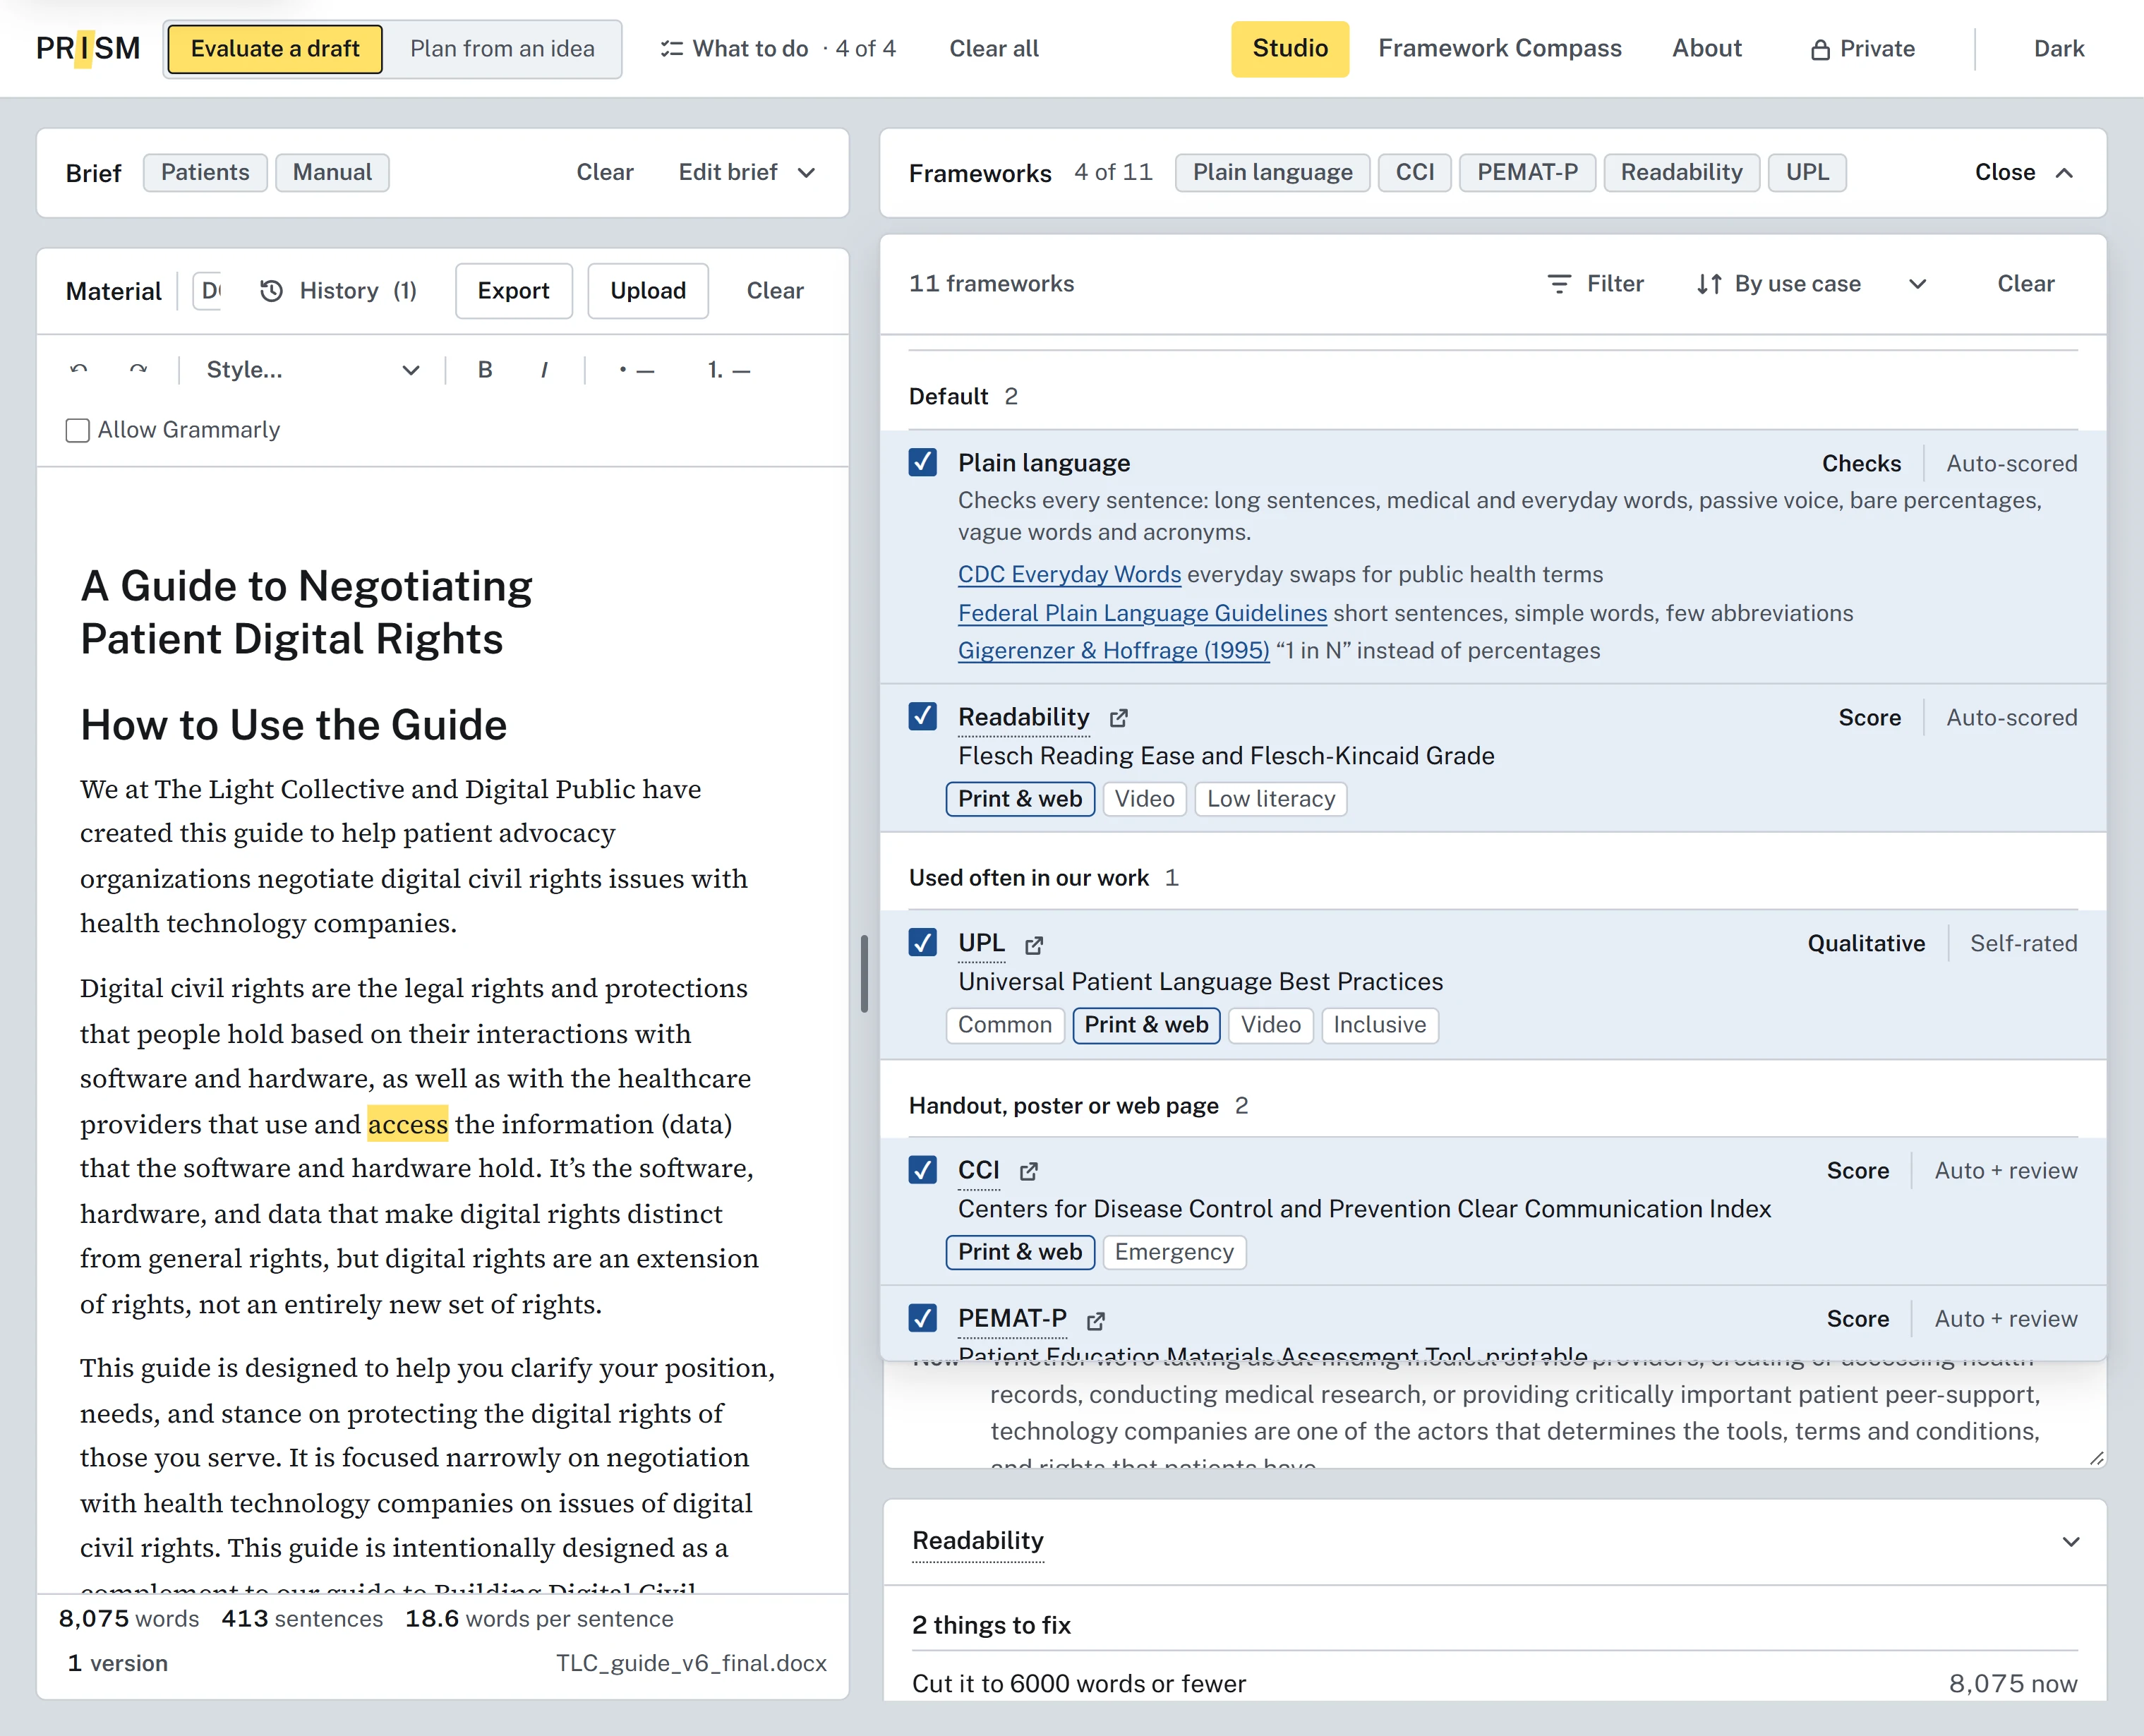 PRISM
Evaluate a draft
Plan from an idea
What to do · 4 of 4
Clear all
Studio
Framework Compass
About
Private
Dark
Brief
Patients
Manual
Clear
Edit brief
Frameworks
4 of 11
Plain language
CCI
PEMAT-P
Readability
UPL
Close
Material
History (1)
Export
Upload
Clear
Style...
B
I
• —
1. —
Allow Grammarly
A Guide to Negotiating
Patient Digital Rights
How to Use the Guide
We at The Light Collective and Digital Public have
created this guide to help patient advocacy
organizations negotiate digital civil rights issues with
health technology companies.
Digital civil rights are the legal rights and protections
that people hold based on their interactions with
software and hardware, as well as with the healthcare
providers that use and access the information (data)
that the software and hardware hold. It’s the software,
hardware, and data that make digital rights distinct
from general rights, but digital rights are an extension
of rights, not an entirely new set of rights.
This guide is designed to help you clarify your position,
needs, and stance on protecting the digital rights of
those you serve. It is focused narrowly on negotiation
with health technology companies on issues of digital
civil rights. This guide is intentionally designed as a
complement to our guide to Building Digital Civil
8,075 words 413 sentences 18.6 words per sentence
1 version
TLC_guide_v6_final.docx
11 frameworks
Filter
By use case
Clear
Default 2
Plain language
Checks
Auto-scored
Checks every sentence: long sentences, medical and everyday words, passive voice, bare percentages,
vague words and acronyms.
CDC Everyday Words everyday swaps for public health terms
Federal Plain Language Guidelines short sentences, simple words, few abbreviations
Gigerenzer & Hoffrage (1995) “1 in N” instead of percentages
Readability
Score
Auto-scored
Flesch Reading Ease and Flesch-Kincaid Grade
Print & web
Video
Low literacy
Used often in our work 1
UPL
Qualitative
Self-rated
Universal Patient Language Best Practices
Common
Print & web
Video
Inclusive
Handout, poster or web page 2
CCI
Score
Auto + review
Centers for Disease Control and Prevention Clear Communication Index
Print & web
Emergency
PEMAT-P
Score
Auto + review
Patient Education Materials Assessment Tool, printable
records, conducting medical research, or providing critically important patient peer-support,
technology companies are one of the actors that determines the tools, terms and conditions,
and rights that patients have
Readability
2 things to fix
Cut it to 6000 words or fewer
8,075 now